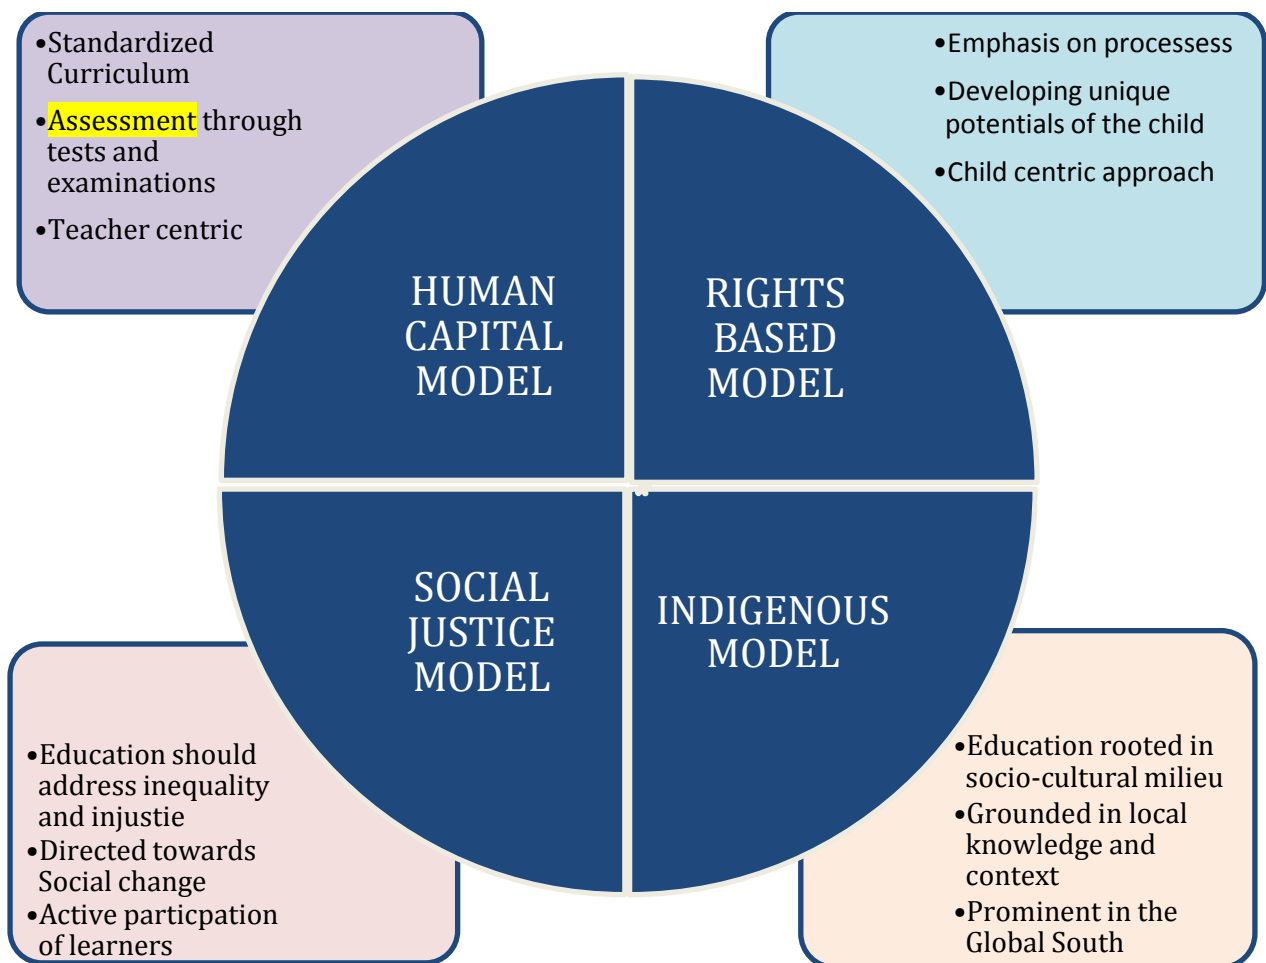 •Standardized
Curriculum
•Assessment through
tests and
examinations
•Teacher centric
•Emphasis on processess
•Developing unique
potentials of the child
•Child centric approach
HUMAN
CAPITAL
MODEL
RIGHTS
BASED
MODEL
SOCIAL
JUSTICE
MODEL
INDIGENOUS
MODEL
•Education should
address inequality
and injustie
•Directed towards
Social change
•Active particpation
of learners
•Education rooted in
socio-cultural milieu
•Grounded in local
knowledge and
context
•Prominent in the
Global South